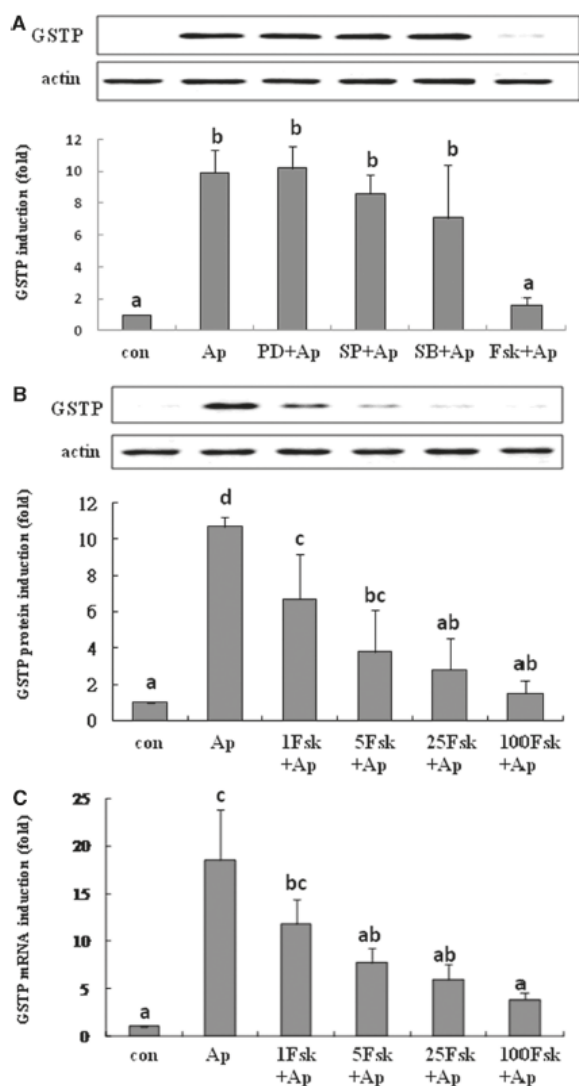 A
GSTP
actin
GSTP induction (fold)
12
10
8
6
4
2
0
a
b
b
b
b
a
con Ap PD+Ap SP+Ap SB+Ap Fsk+Ap
B
GSTP
actin
GSTP protein induction (fold)
12
10
8
6
4
2
0
a
d
c
bc
ab
ab
con Ap 1Fsk 5Fsk 25Fsk 100Fsk
+Ap +Ap +Ap +Ap
C
GSTP mRNA induction (fold)
25
20
15
10
5
0
a
c
bc
ab
ab
a
con Ap 1Fsk 5Fsk 25Fsk 100Fsk
+Ap +Ap +Ap +Ap